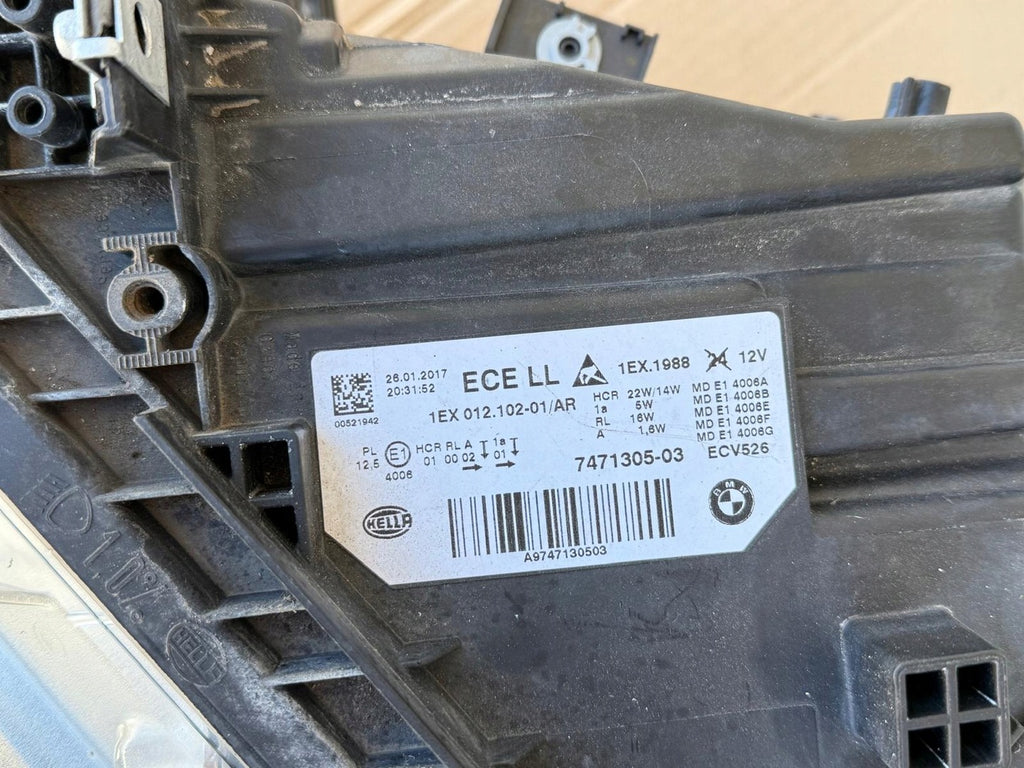 26.01.2017
20:31:52
00521942
ECE LL
1EX.1988
24 12V
1EX 012.102-01/AR
HCR 22W/14W
1a 5W
RL 16W
A 1,6W
MD E1 4006A
MD E1 4006B
MD E1 4006E
MD E1 4006F
MD E1 4006G
PL
12,5
E1
4006
HCR RL A 1a
01 00 02 01
7471305-03
ECV526
HELLA
BMW
A9747130503
HELLA